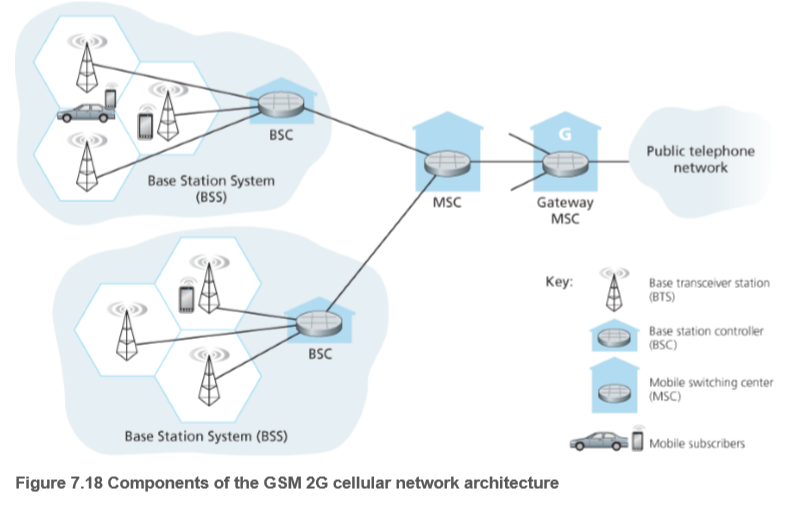 BSC
Base Station System
(BSS)
MSC
G
Gateway
MSC
Public telephone
network
BSC
Base Station System (BSS)
Key:
Base transceiver station
(BTS)
Base station controller
(BSC)
Mobile switching center
(MSC)
Mobile subscribers
Figure 7.18 Components of the GSM 2G cellular network architecture